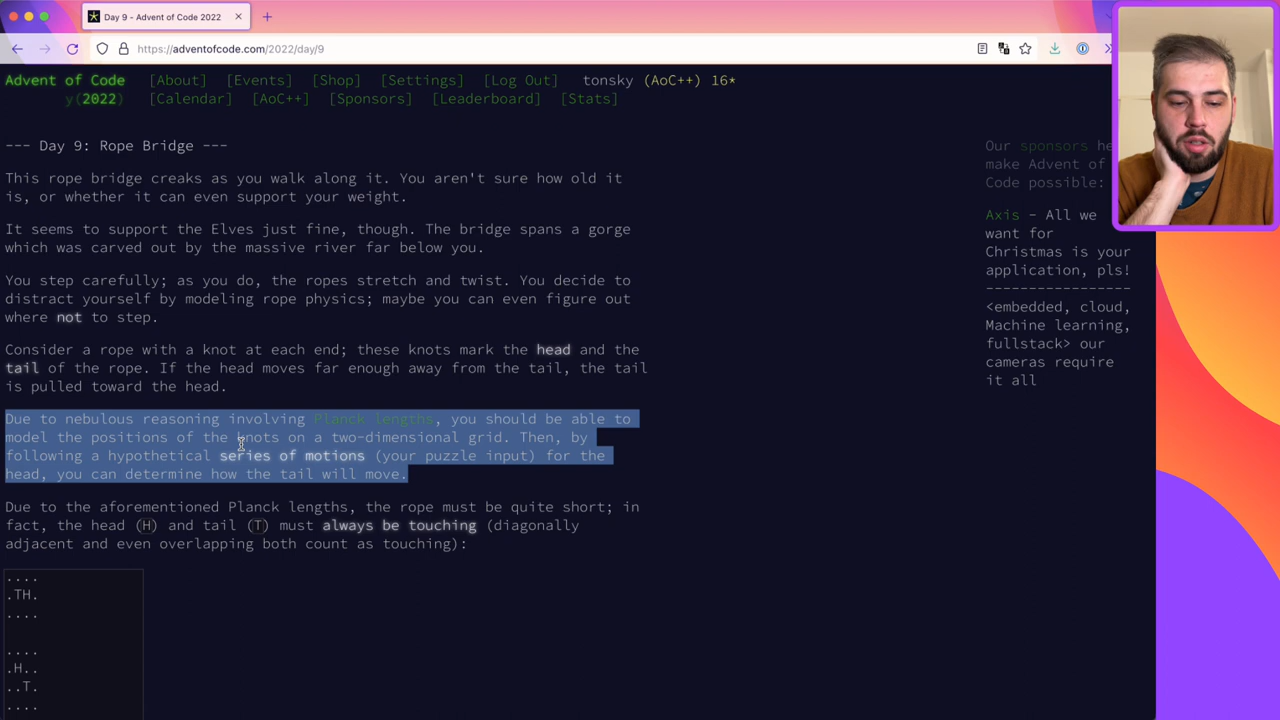 Day 9 - Advent of Code 2022
https://adventofcode.com/2022/day/9
Advent of Code [About] [Events] [Shop] [Settings] [Log Out] tonsky (AoC++) 16*
y(2022) [Calendar] [AoC++] [Sponsors] [Leaderboard] [Stats]
--- Day 9: Rope Bridge ---
This rope bridge creaks as you walk along it. You aren't sure how old it
is, or whether it can even support your weight.
It seems to support the Elves just fine, though. The bridge spans a gorge
which was carved out by the massive river far below you.
You step carefully; as you do, the ropes stretch and twist. You decide to
distract yourself by modeling rope physics; maybe you can even figure out
where not to step.
Consider a rope with a knot at each end; these knots mark the head and the
tail of the rope. If the head moves far enough away from the tail, the tail
is pulled toward the head.
Due to nebulous reasoning involving Planck lengths, you should be able to
model the positions of the knots on a two-dimensional grid. Then, by
following a hypothetical series of motions (your puzzle input) for the
head, you can determine how the tail will move.
Due to the aforementioned Planck lengths, the rope must be quite short; in
fact, the head (H) and tail (T) must always be touching (diagonally
adjacent and even overlapping both count as touching):
....
.TH.
....
....
.H..
..T.
....
Our sponsors he
make Advent of
Code possible:
Axis - All we
want for
Christmas is your
application, pls!
-----------------
<embedded, cloud,
Machine learning,
fullstack> our
cameras require
it all